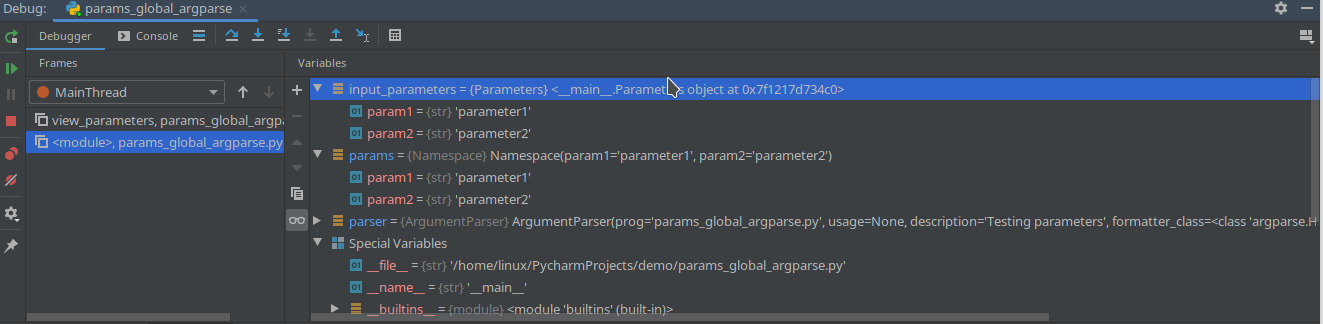 Debug: params_global_argparse
Debugger Console
Frames Variables
MainThread
view_parameters, params_global_argpa
<module>, params_global_argparse.py
input_parameters = {Parameters} <__main__.Parameters object at 0x7f1217d734c0>
01 param1 = {str} 'parameter1'
01 param2 = {str} 'parameter2'
params = {Namespace} Namespace(param1='parameter1', param2='parameter2')
01 param1 = {str} 'parameter1'
01 param2 = {str} 'parameter2'
parser = {ArgumentParser} ArgumentParser(prog='params_global_argparse.py', usage=None, description='Testing parameters', formatter_class=<class 'argparse.H
Special Variables
01 __file__ = {str} '/home/linux/PycharmProjects/demo/params_global_argparse.py'
01 __name__ = {str} '__main__'
__builtins__ = {module} <module 'builtins' (built-in)>